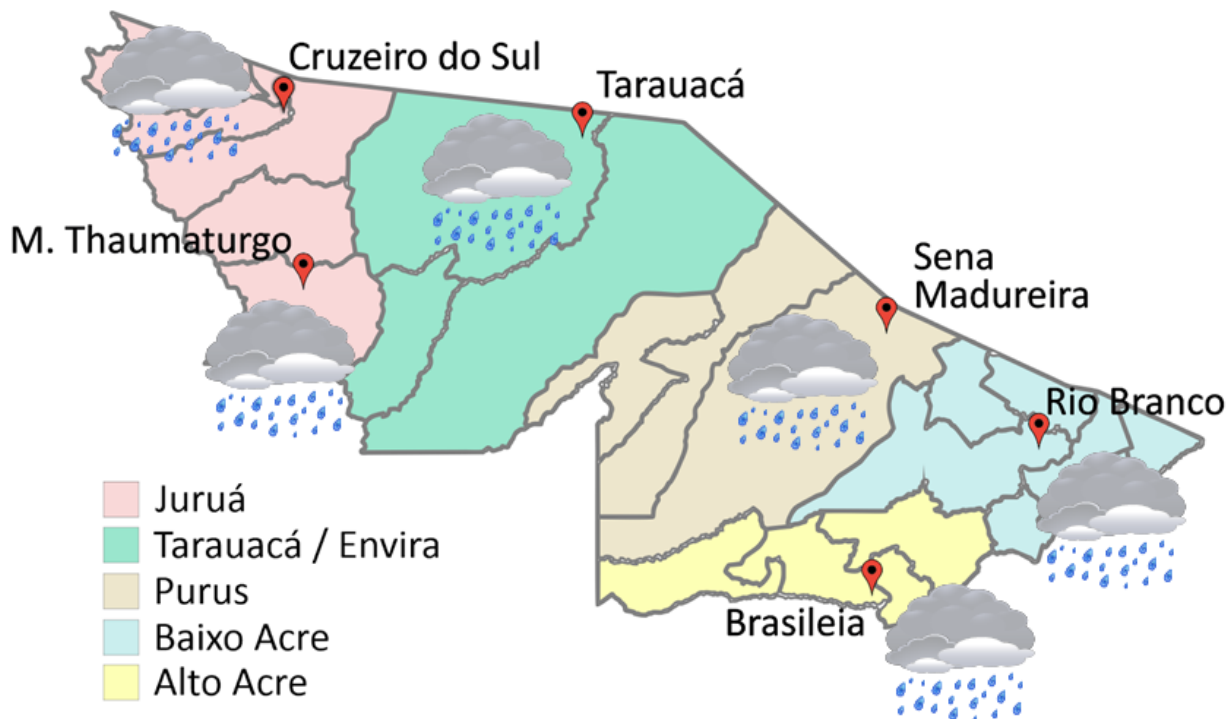 Cruzeiro do Sul
Tarauacá
M. Thaumaturgo
Sena
Madureira
Rio Branco
Brasileia
Juruá
Tarauacá / Envira
Purus
Baixo Acre
Alto Acre